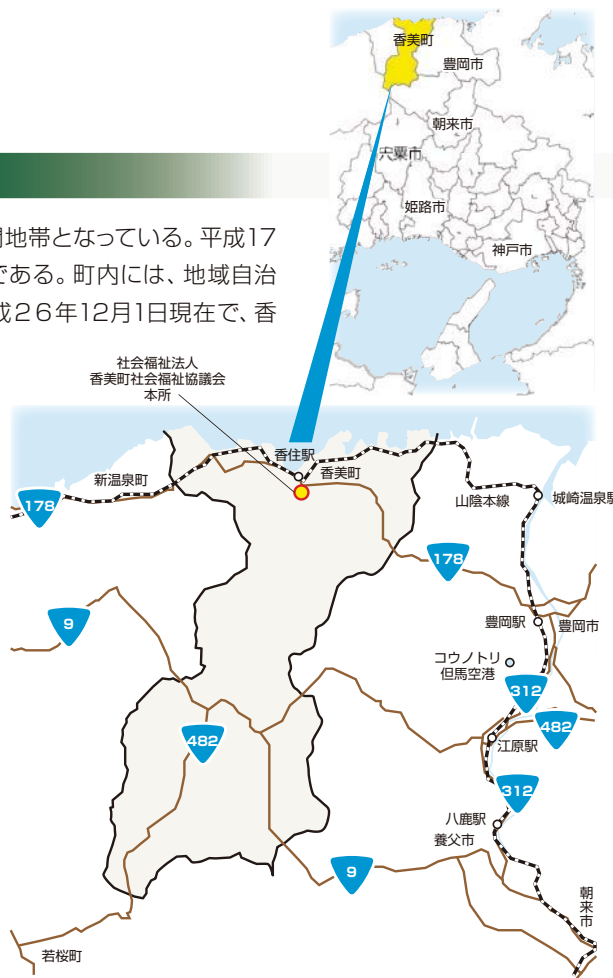 香美町
豊岡市
朝来市
宍粟市
姫路市
神戸市
間地帯となっている。平成17
である。町内には、地域自治
成26年12月1日現在で、香
社会福祉法人
香美町社会福祉協議会
本所
香住駅
香美町
新温泉町
山陰本線
城崎温泉駅
178
178
9
豊岡駅
豊岡市
コウノトリ
但馬空港
312
482
482
江原駅
312
八鹿駅
養父市
9
朝来市
若桜町